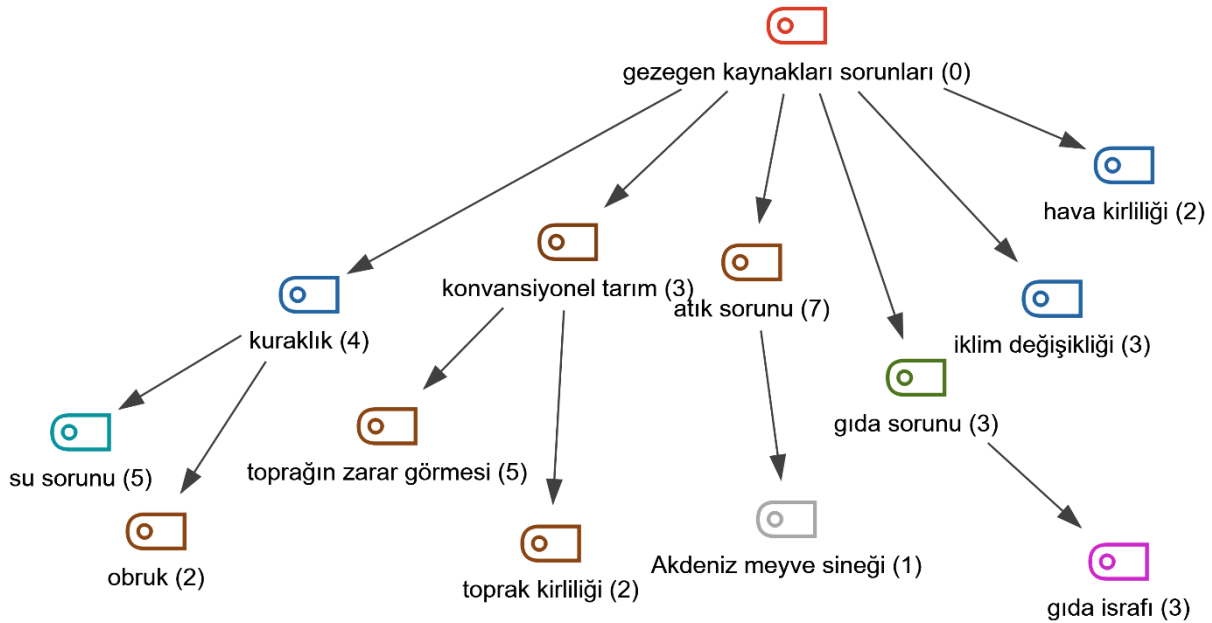 gezegen kaynakları sorunları (0)
hava kirliliği (2)
konvansiyonel tarım (3)
atık sorunu (7)
kuraklık (4)
iklim değişikliği (3)
gıda sorunu (3)
su sorunu (5)
toprağın zarar görmesi (5)
Akdeniz meyve sineği (1)
obruk (2)
toprak kirliliği (2)
gıda israfı (3)